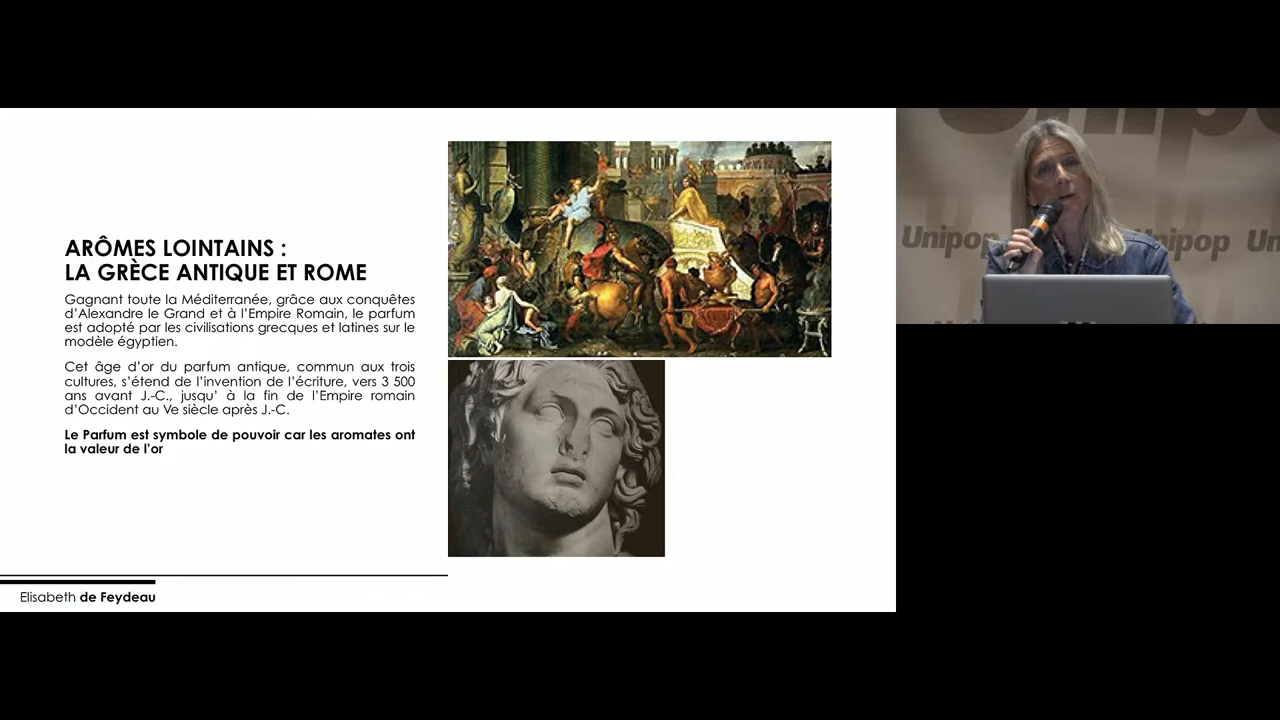 ARÔMES LOINTAINS :
LA GRÈCE ANTIQUE ET ROME
Gagnant toute la Méditerranée, grâce aux conquêtes
d'Alexandre le Grand et à l'Empire Romain, le parfum
est adopté par les civilisations grecques et latines sur le
modèle égyptien.
Cet âge d'or du parfum antique, commun aux trois
cultures, s'étend de l'invention de l'écriture, vers 3 500
ans avant J.-C., jusqu' à la fin de l'Empire romain
d'Occident au Ve siècle après J.-C.
Le Parfum est symbole de pouvoir car les aromates ont
la valeur de l'or
Elisabeth de Feydeau
Unipop
Unipop Unipop Un